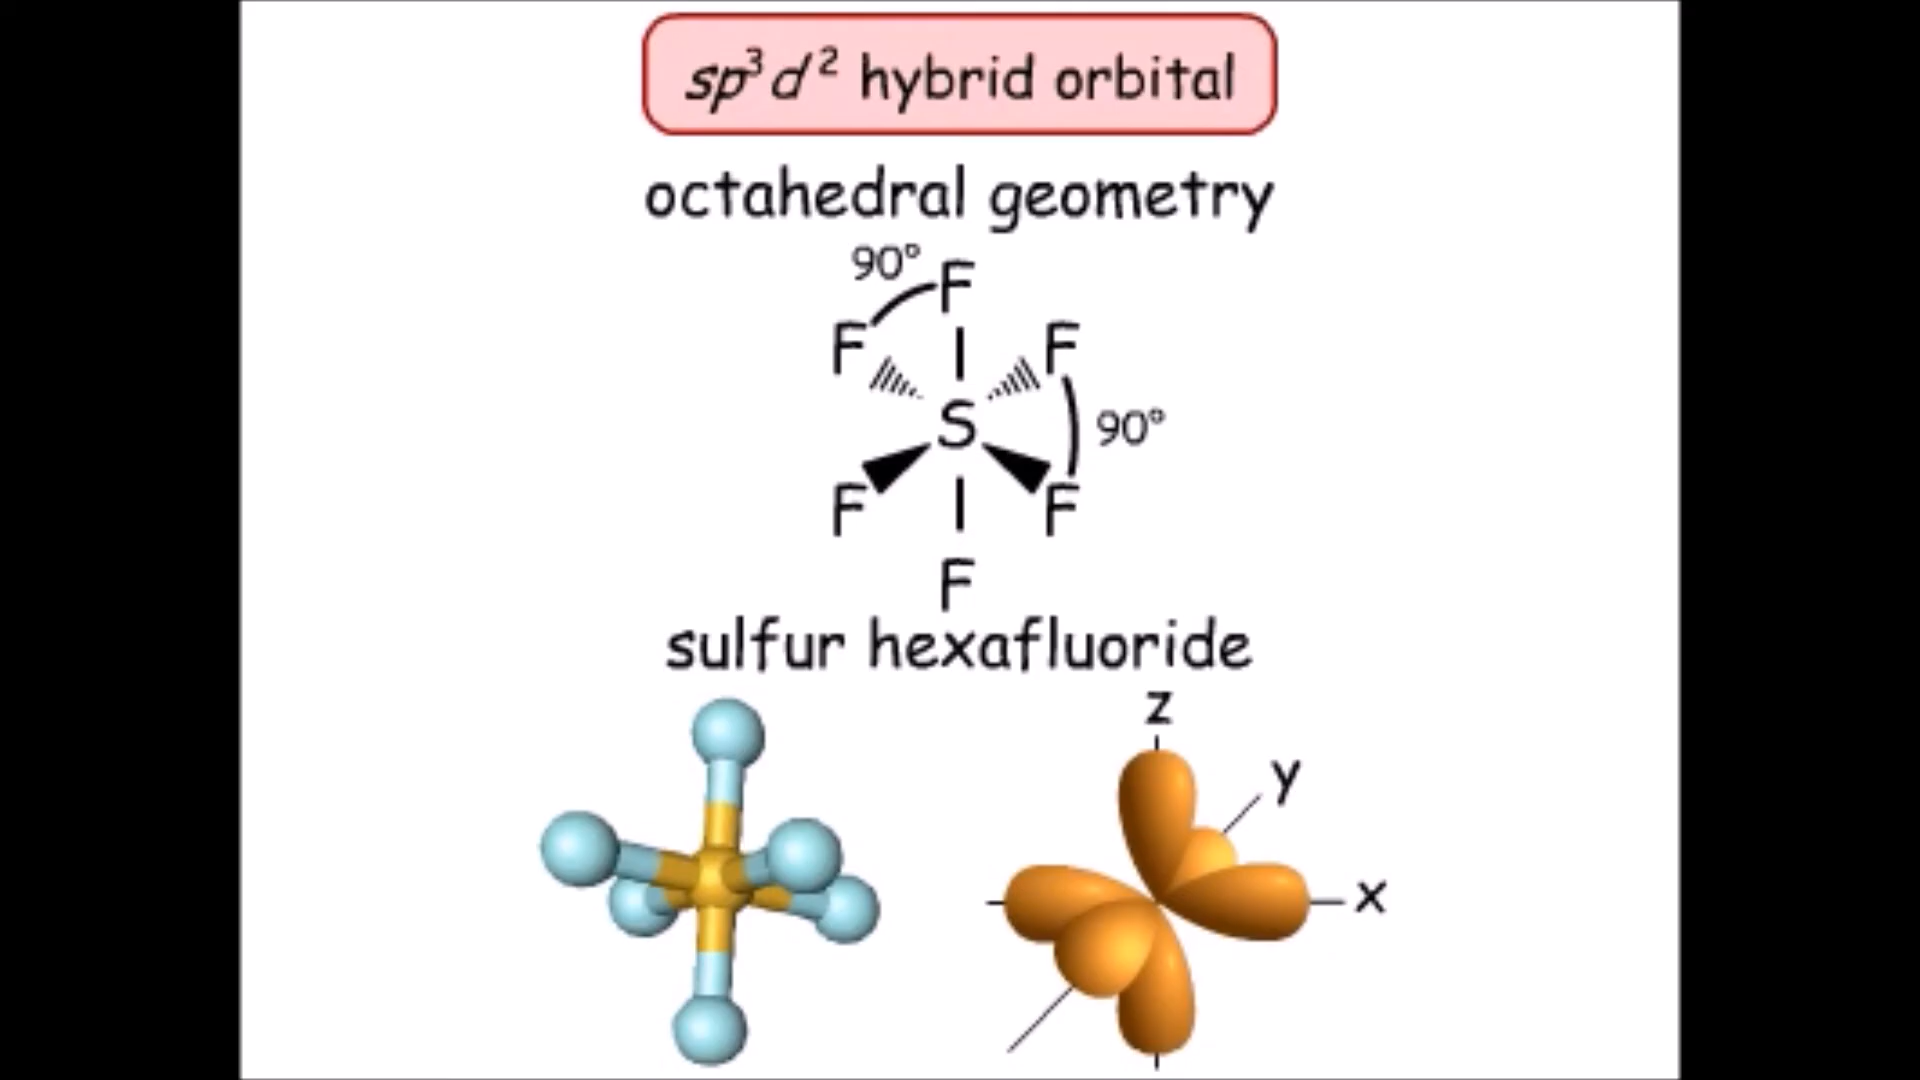 sp³d² hybrid orbital
octahedral geometry
90° F
F F
S 90°
F F
F
sulfur hexafluoride
z
y
x